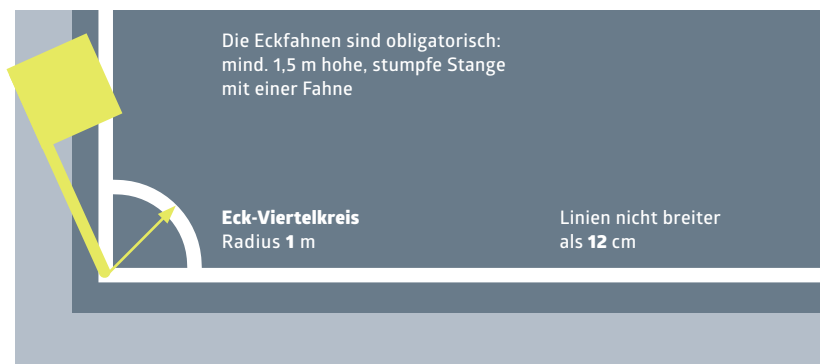 Die Eckfahnen sind obligatorisch:
mind. 1,5 m hohe, stumpfe Stange
mit einer Fahne
Eck-Viertelkreis
Radius 1 m
Linien nicht breiter
als 12 cm